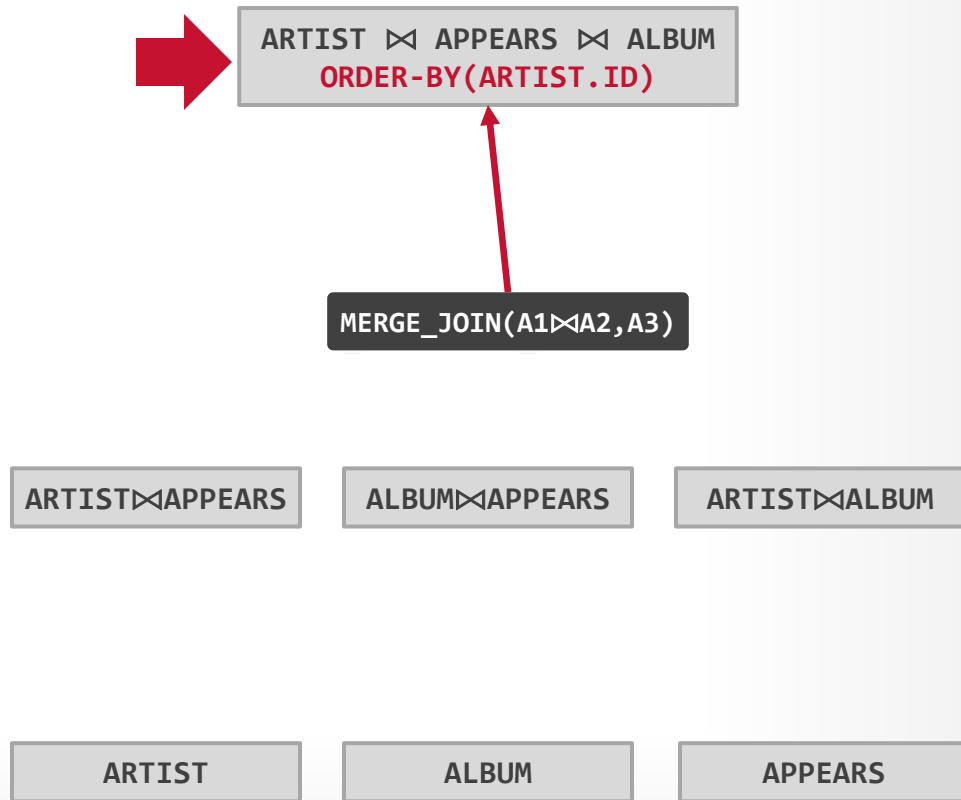 ARTIST ⋈ APPEARS ⋈ ALBUM
ORDER-BY(ARTIST.ID)
MERGE_JOIN(A1⋈A2,A3)
ARTIST⋈APPEARS
ALBUM⋈APPEARS
ARTIST⋈ALBUM
ARTIST
ALBUM
APPEARS